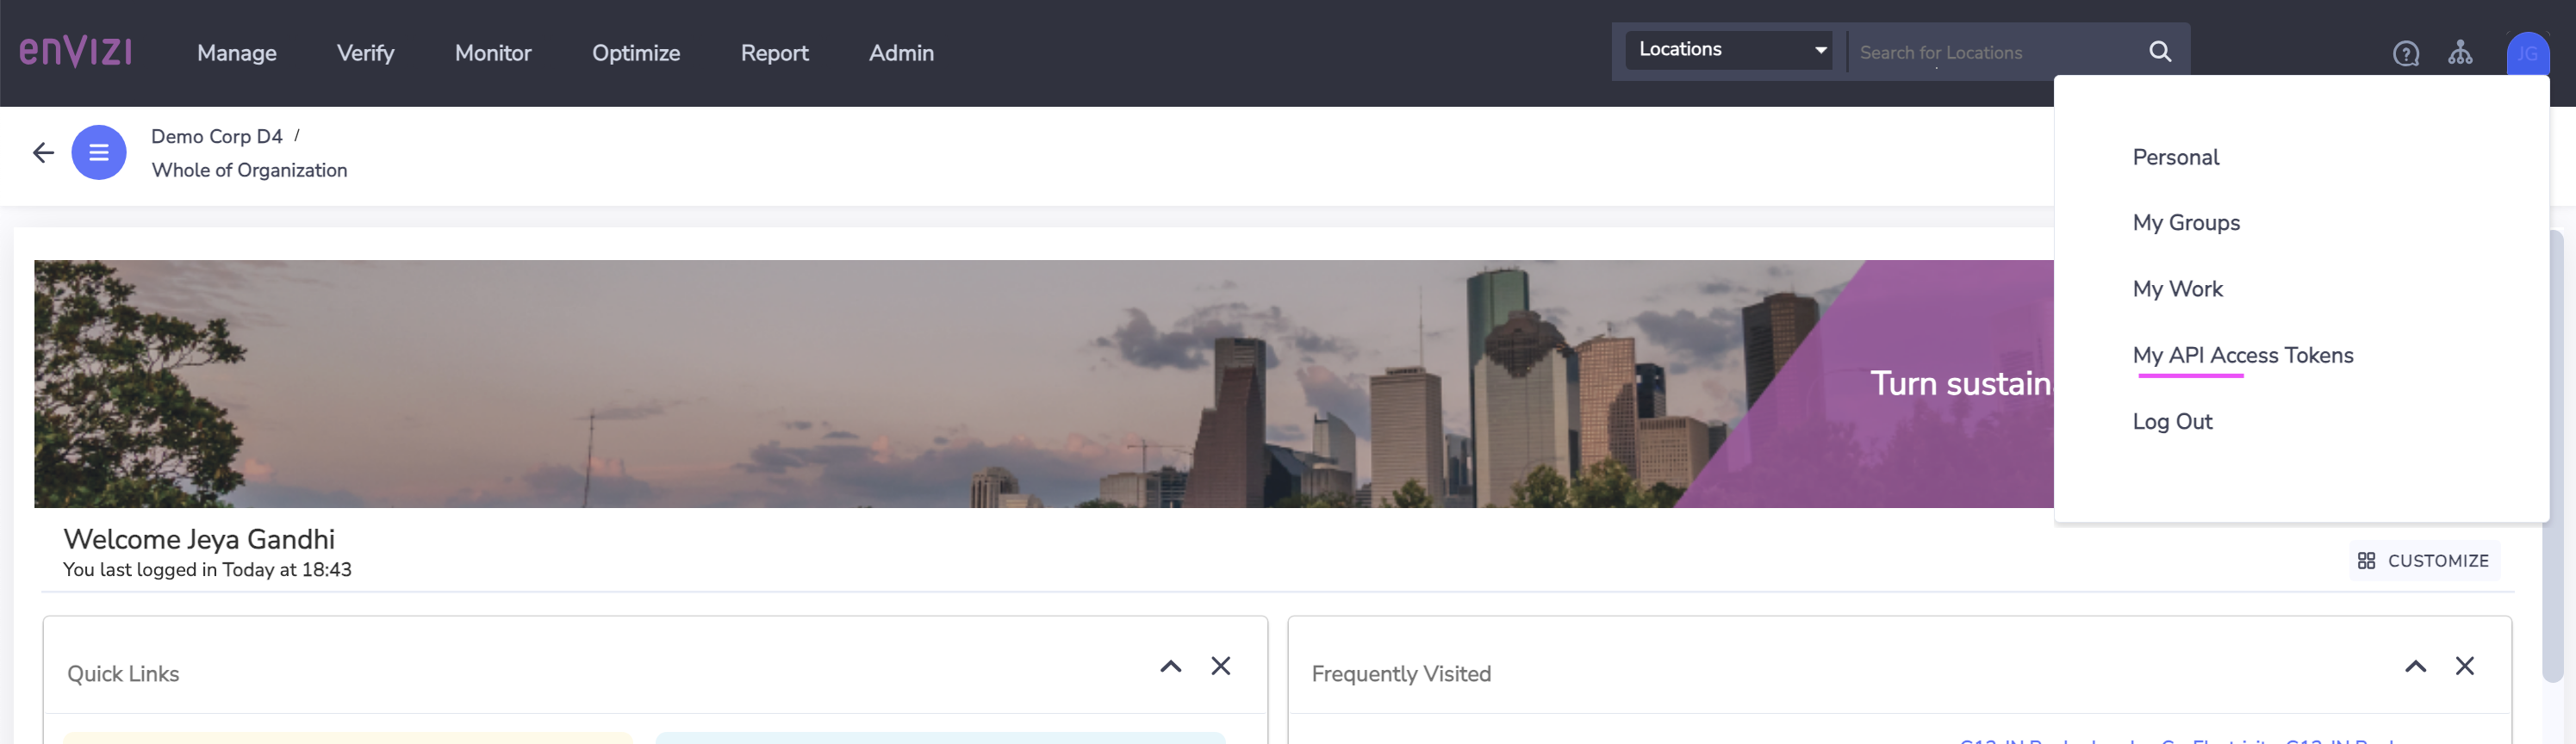 enVizi
Manage
Verify
Monitor
Optimize
Report
Admin
Locations
Search for Locations
JG
Demo Corp D4 /
Whole of Organization
Personal
My Groups
My Work
My API Access Tokens
Log Out
Turn sustain
Welcome Jeya Gandhi
You last logged in Today at 18:43
CUSTOMIZE
Quick Links
Frequently Visited